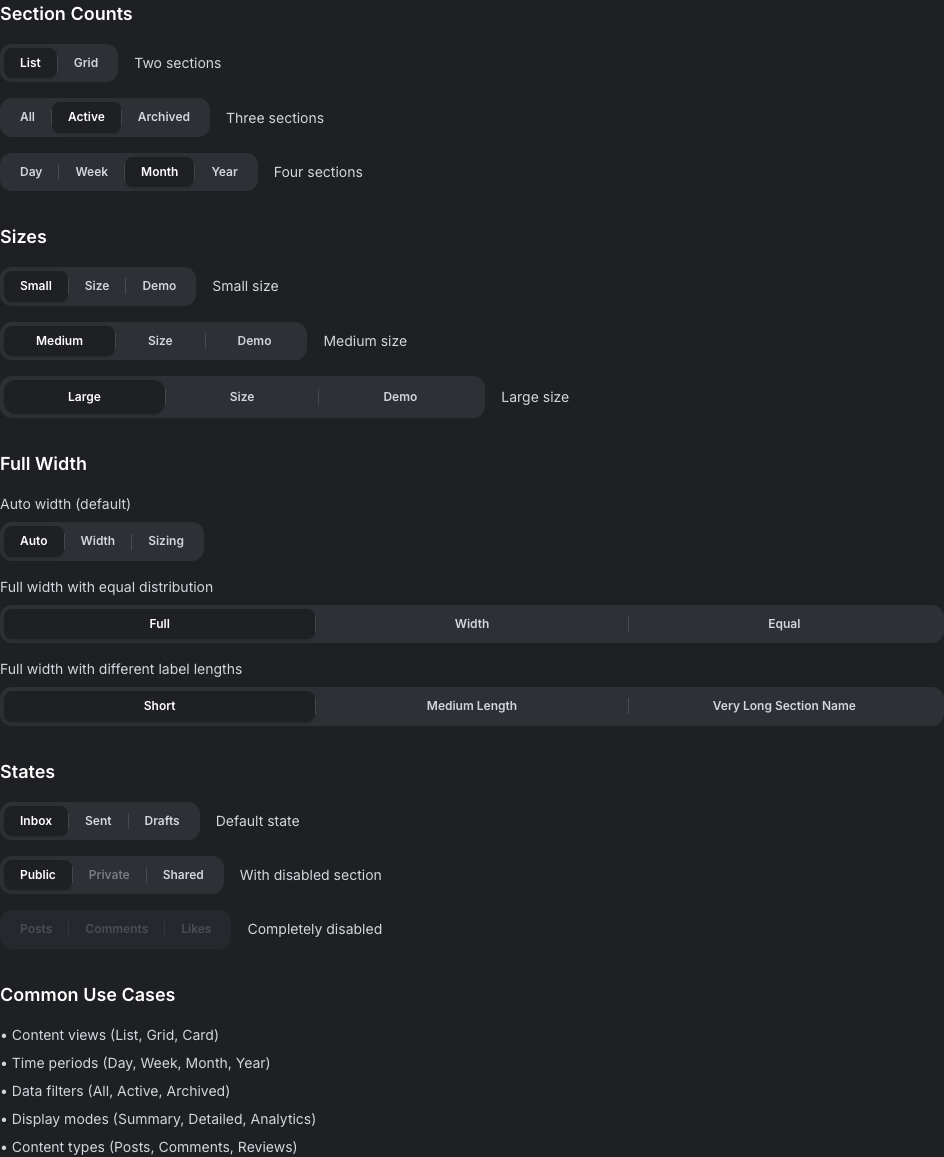 Section Counts
List Grid Two sections
All Active Archived Three sections
Day Week Month Year Four sections
Sizes
Small Size Demo Small size
Medium Size Demo Medium size
Large Size Demo Large size
Full Width
Auto width (default)
Auto Width Sizing
Full width with equal distribution
Full Width Equal
Full width with different label lengths
Short Medium Length Very Long Section Name
States
Inbox Sent Drafts Default state
Public Private Shared With disabled section
Posts Comments Likes Completely disabled
Common Use Cases
• Content views (List, Grid, Card)
• Time periods (Day, Week, Month, Year)
• Data filters (All, Active, Archived)
• Display modes (Summary, Detailed, Analytics)
• Content types (Posts, Comments, Reviews)